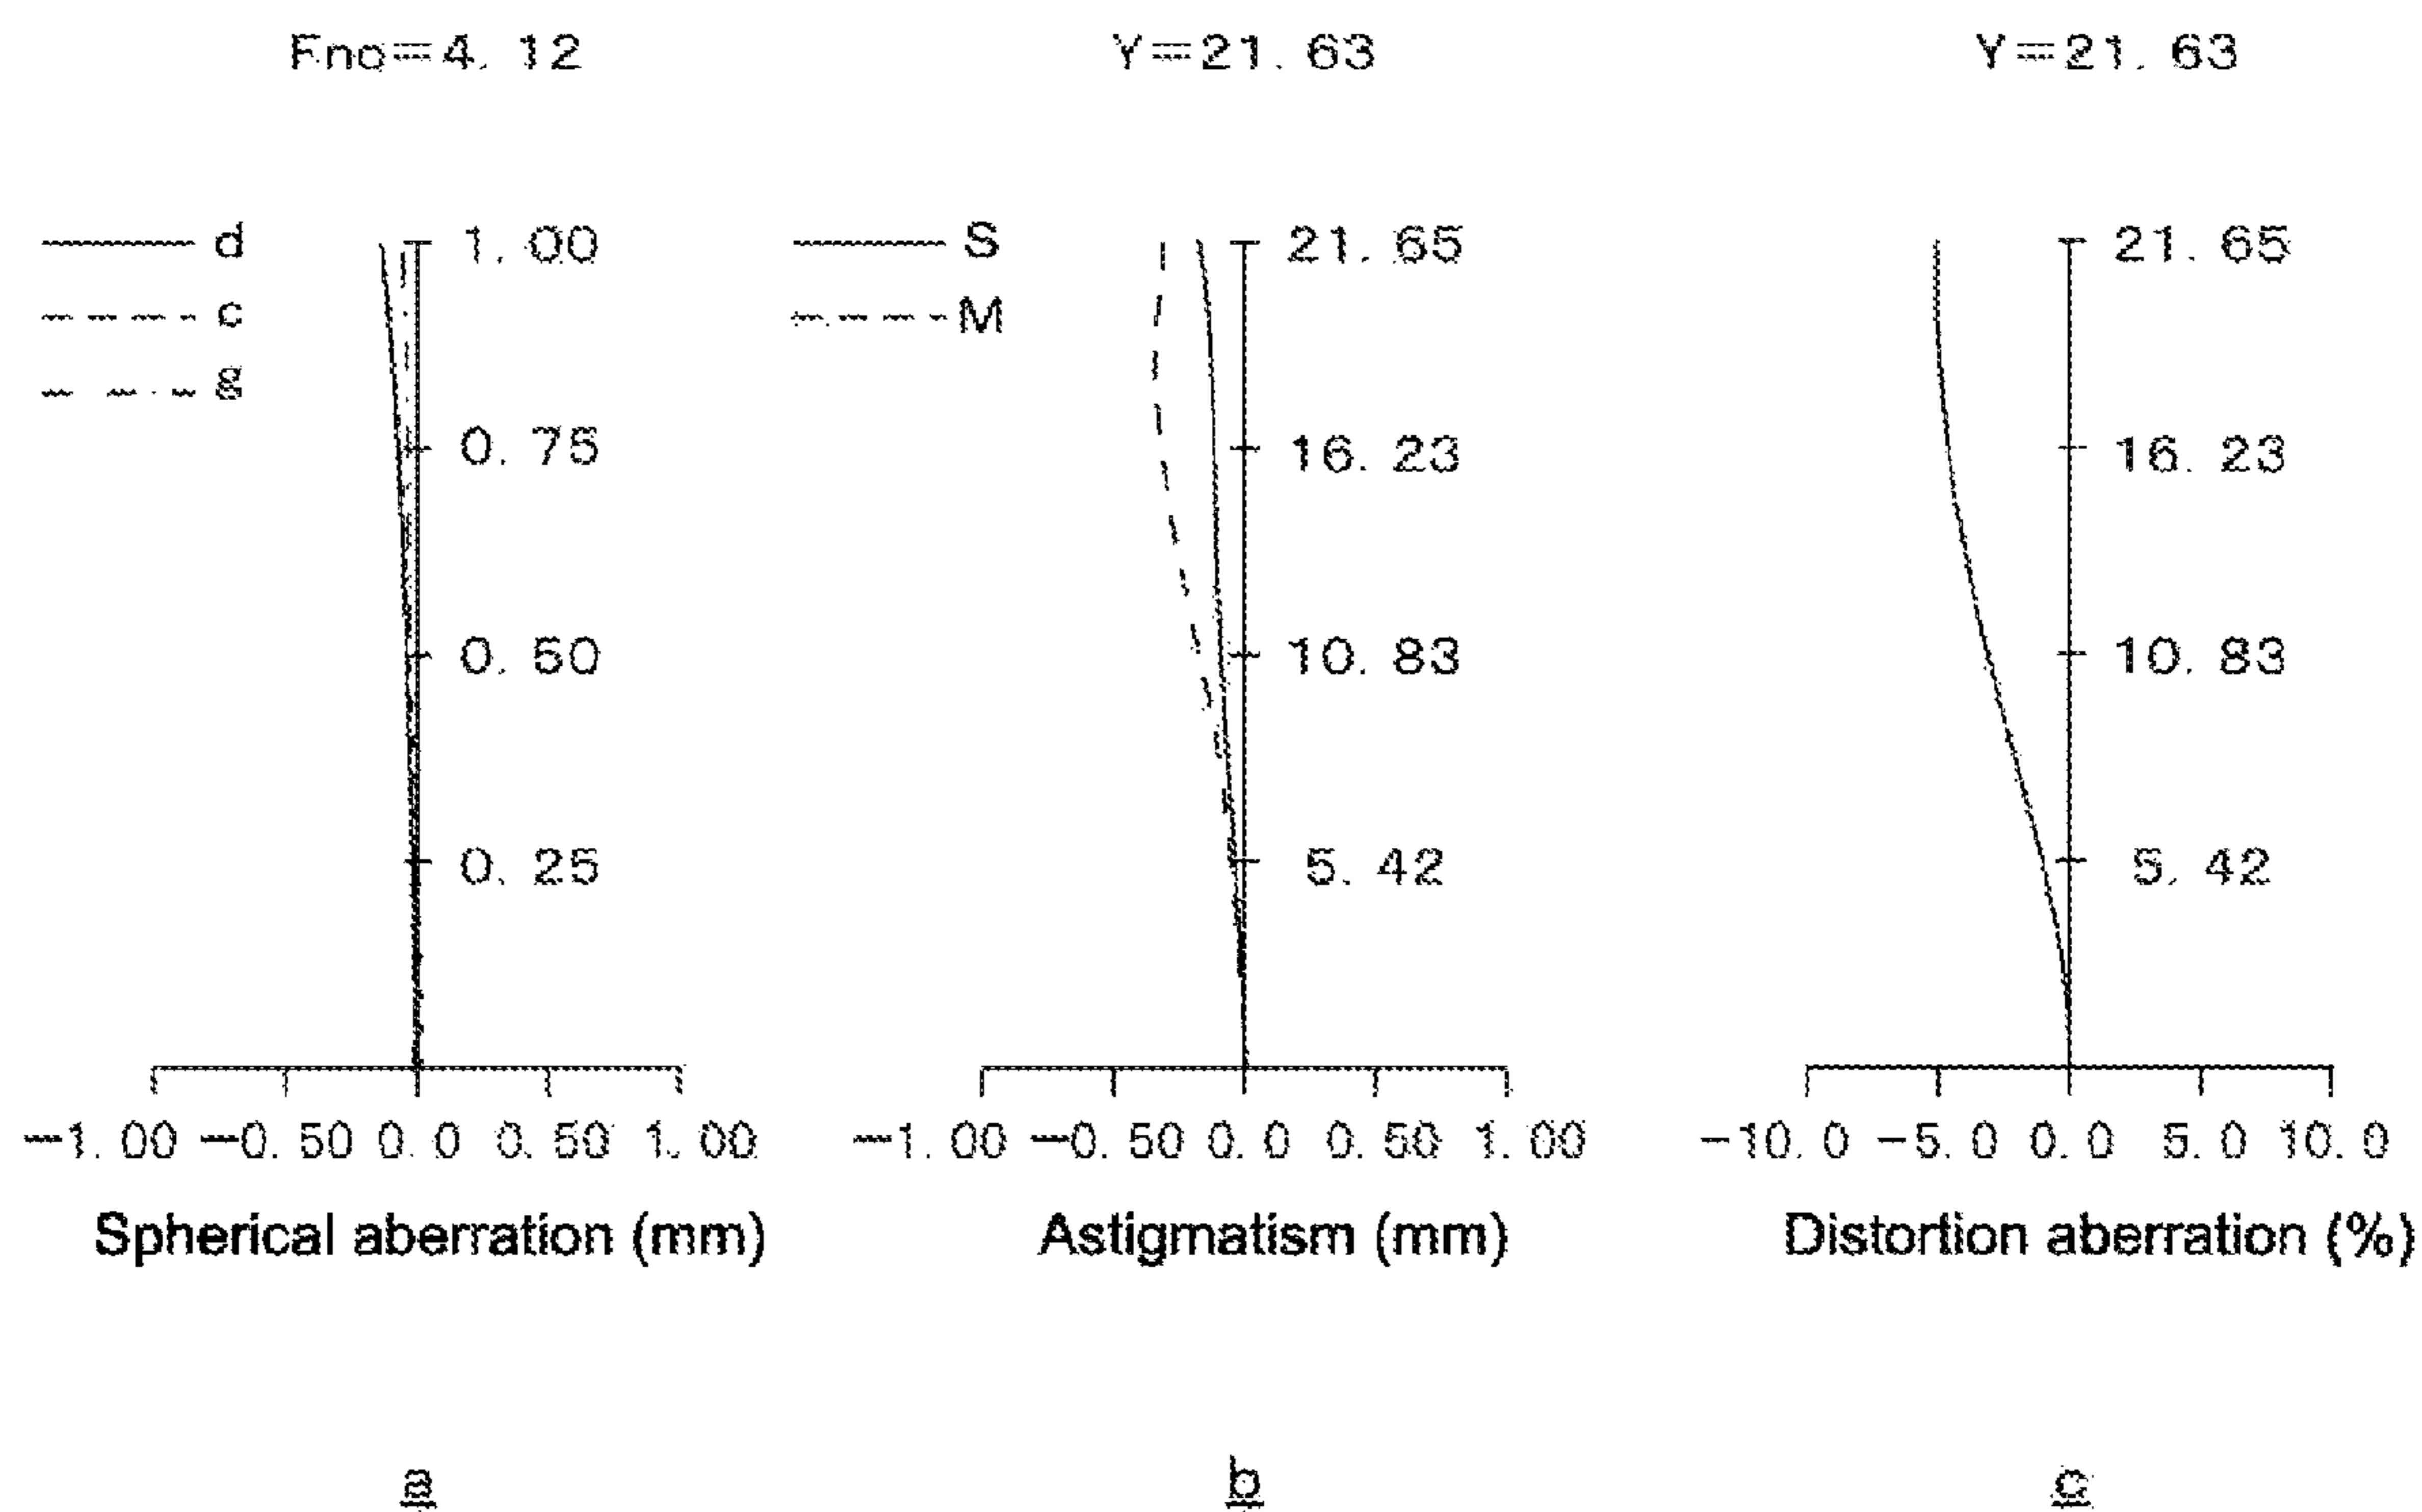 Fno=4. 12 Y=21. 63 Y=21. 63
d 1. 00 S 21. 65 21. 65
c M
g
0. 75 16. 23 16. 23
0. 50 10. 83 10. 83
0. 25 5. 42 5. 42
-1. 00 -0. 50 0. 0 0. 50 1. 00 -1. 00 -0. 50 0. 0 0. 50 1. 00 -10. 0 -5. 0 0. 0 5. 0 10. 0
Spherical aberration (mm) Astigmatism (mm) Distortion aberration (%)
a b c